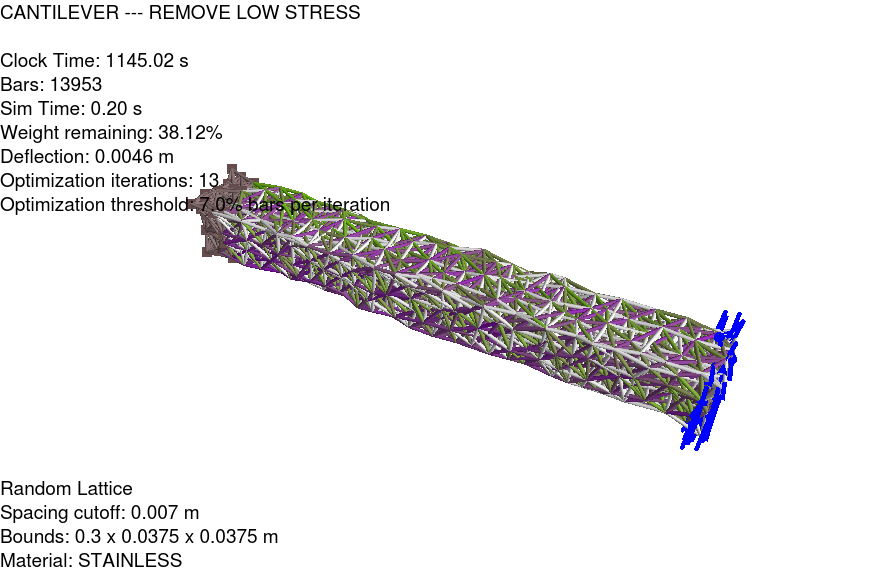 CANTILEVER --- REMOVE LOW STRESS
Clock Time: 1145.02 s
Bars: 13953
Sim Time: 0.20 s
Weight remaining: 38.12%
Deflection: 0.0046 m
Optimization iterations: 13
Optimization threshold: 7.0% bars per iteration
Random Lattice
Spacing cutoff: 0.007 m
Bounds: 0.3 x 0.0375 x 0.0375 m
Material: STAINLESS